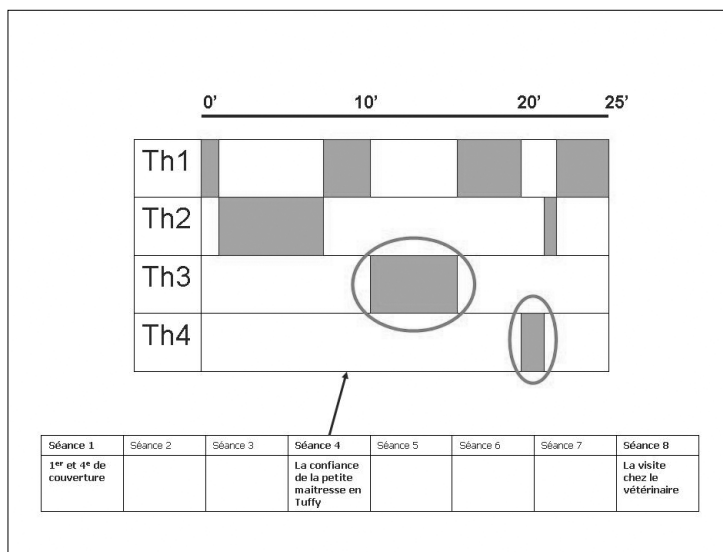 0' 10' 20' 25'
Th1
Th2
Th3
Th4
Séance 1 Séance 2 Séance 3 Séance 4 Séance 5 Séance 6 Séance 7 Séance 8
1er et 4e de couverture
La confiance de la petite maitresse en Tuffy
La visite chez le vétérinaire